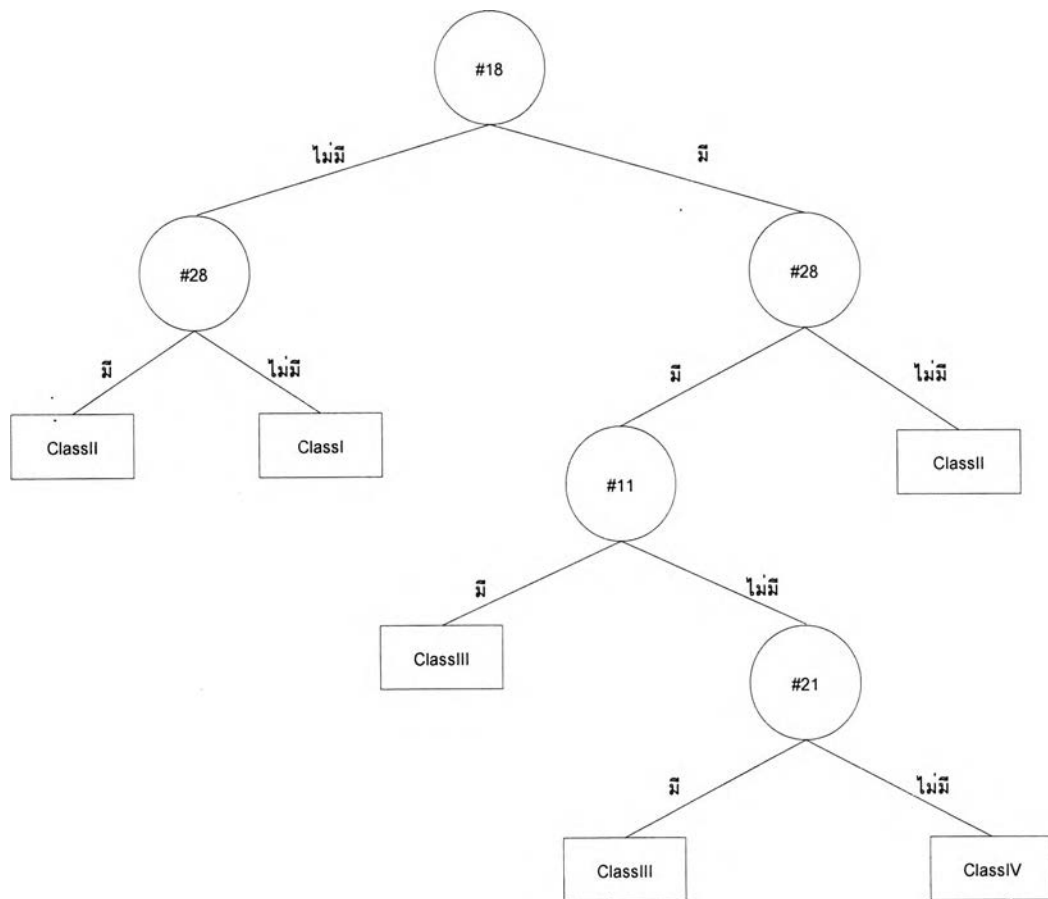 #18
ไม่มี
มี
#28
#28
มี
ไม่มี
มี
ไม่มี
ClassII
ClassI
ClassII
#11
มี
ไม่มี
ClassIII
#21
มี
ไม่มี
ClassIII
ClassIV